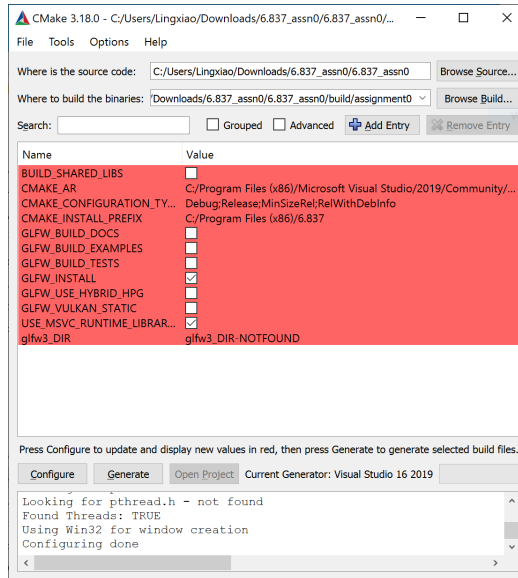 CMake 3.18.0 - C:/Users/Lingxiao/Downloads/6.837_assn0/6.837_assn0/...
File Tools Options Help
Where is the source code: C:/Users/Lingxiao/Downloads/6.837_assn0/6.837_assn0 Browse Source...
Where to build the binaries: /Downloads/6.837_assn0/6.837_assn0/build/assignment0 Browse Build...
Search: Grouped Advanced Add Entry Remove Entry
Name Value
BUILD_SHARED_LIBS
CMAKE_AR C:/Program Files (x86)/Microsoft Visual Studio/2019/Community/...
CMAKE_CONFIGURATION_TY... Debug;Release;MinSizeRel;RelWithDebInfo
CMAKE_INSTALL_PREFIX C:/Program Files (x86)/6.837
GLFW_BUILD_DOCS
GLFW_BUILD_EXAMPLES
GLFW_BUILD_TESTS
GLFW_INSTALL
GLFW_USE_HYBRID_HPG
GLFW_VULKAN_STATIC
USE_MSVC_RUNTIME_LIBRAR...
glfw3_DIR glfw3_DIR-NOTFOUND
Press Configure to update and display new values in red, then press Generate to generate selected build files.
Configure Generate Open Project Current Generator: Visual Studio 16 2019
Looking for pthread.h - not found
Found Threads: TRUE
Using Win32 for window creation
Configuring done